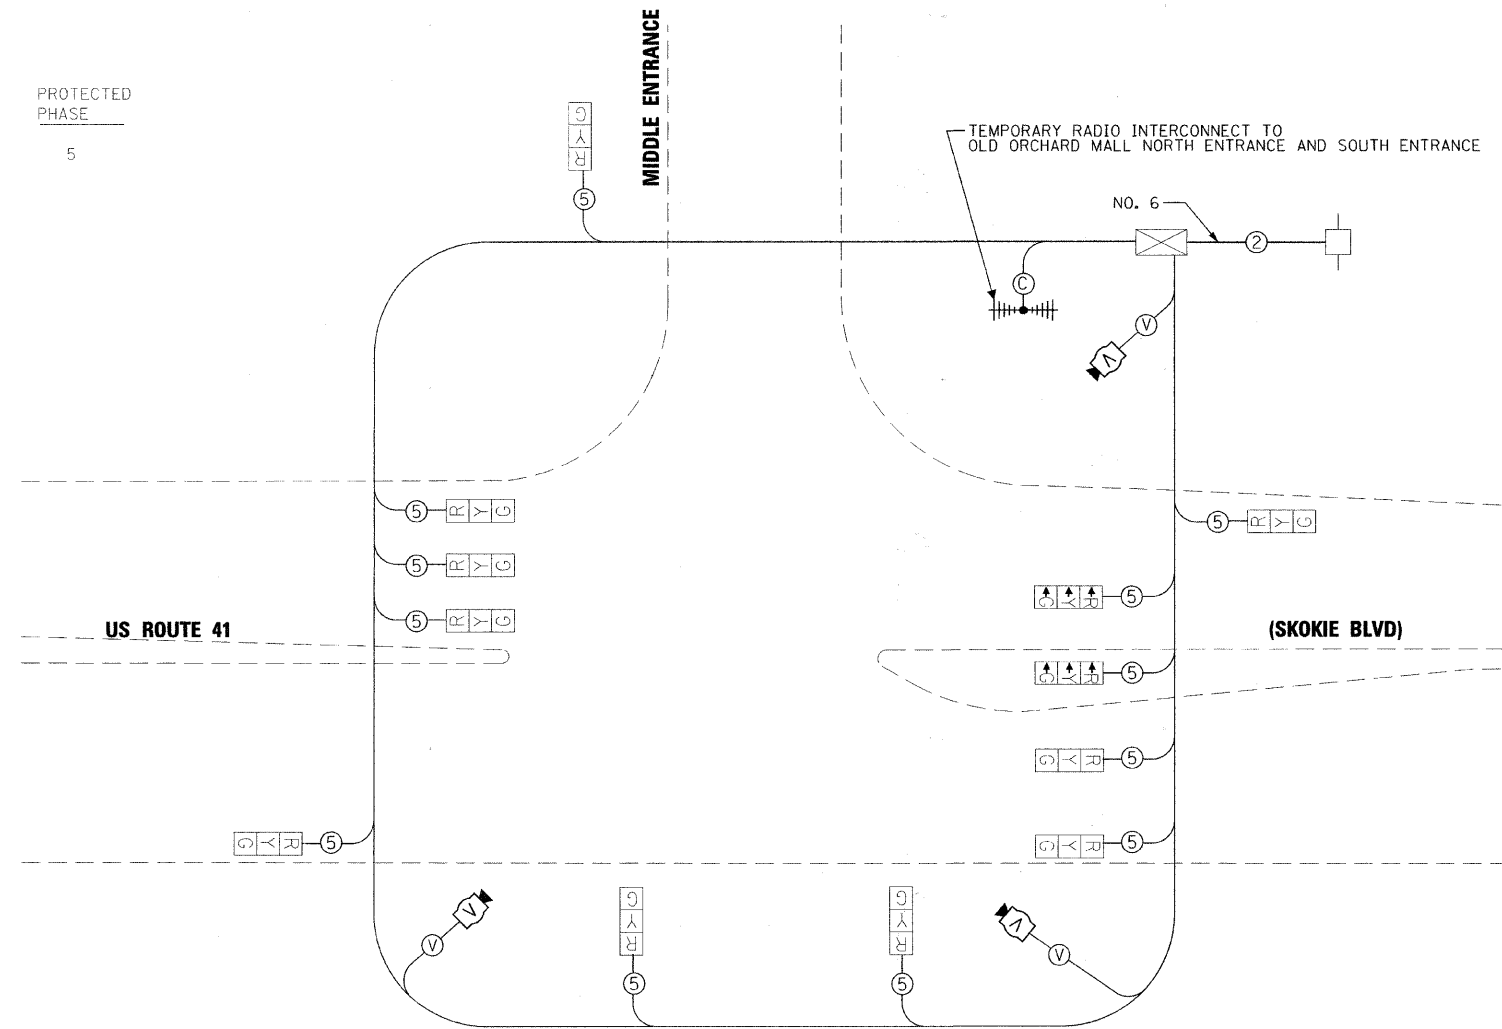 PROTECTED
PHASE
5
MIDDLE ENTRANCE
G Y R
5
TEMPORARY RADIO INTERCONNECT TO
OLD ORCHARD MALL NORTH ENTRANCE AND SOUTH ENTRANCE
NO. 6
2
C
V
V
5
R Y G
5
R Y G
5
R Y G
5
R Y G
G Y R
5
US ROUTE 41
(SKOKIE BLVD)
G Y R
5
G Y R
5
G Y R
5
G Y R
5
V
V
G Y R
5
G Y R
5
V
V